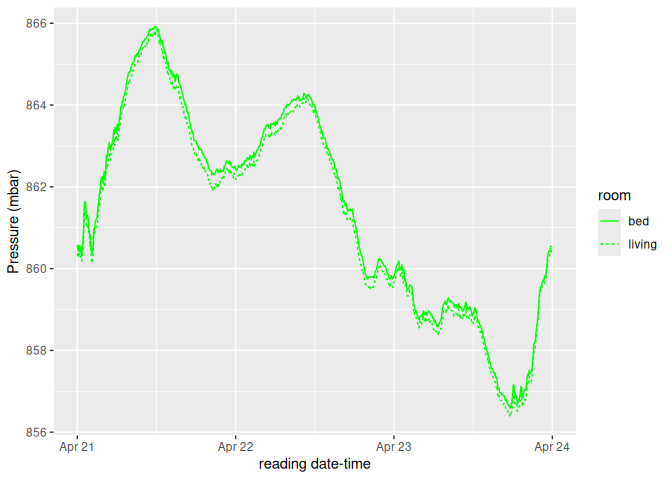 866
864
862
860
858
856
Pressure (mbar)
Apr 21 Apr 22 Apr 23 Apr 24
reading date-time
room
bed
living